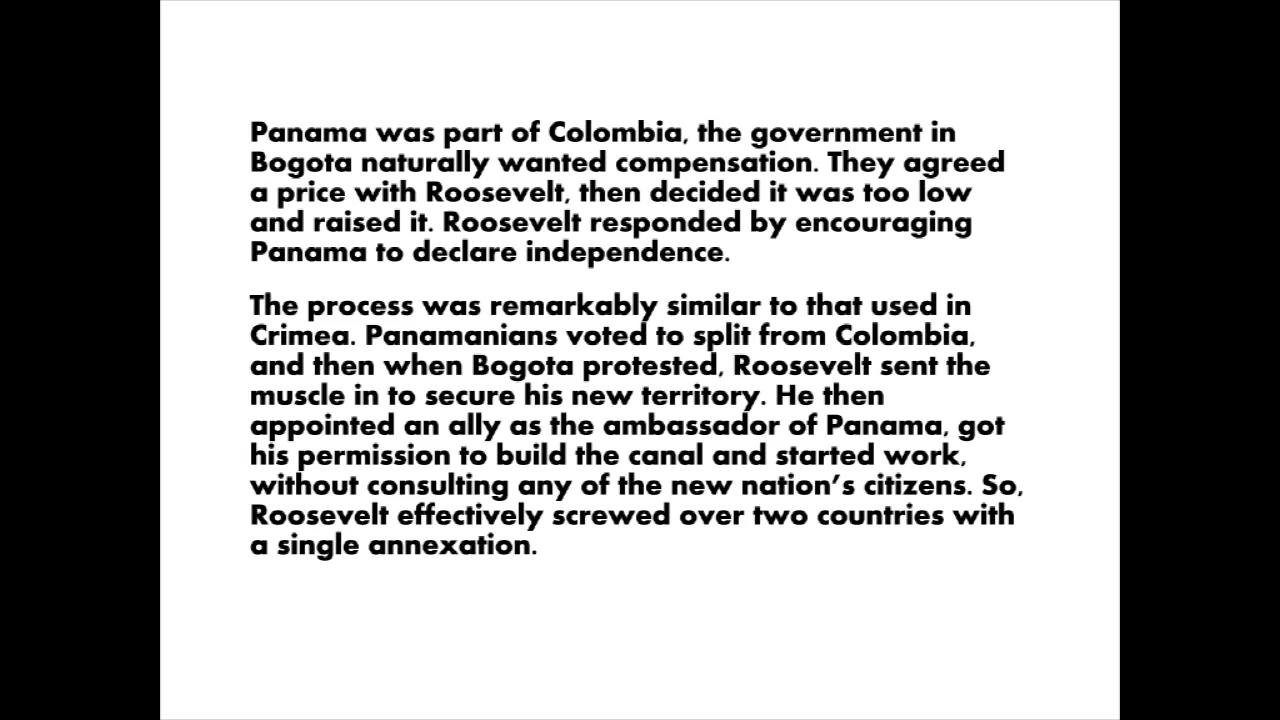 Panama was part of Colombia, the government in
Bogota naturally wanted compensation. They agreed
a price with Roosevelt, then decided it was too low
and raised it. Roosevelt responded by encouraging
Panama to declare independence.
The process was remarkably similar to that used in
Crimea. Panamanians voted to split from Colombia,
and then when Bogota protested, Roosevelt sent the
muscle in to secure his new territory. He then
appointed an ally as the ambassador of Panama, got
his permission to build the canal and started work,
without consulting any of the new nation’s citizens. So,
Roosevelt effectively screwed over two countries with
a single annexation.